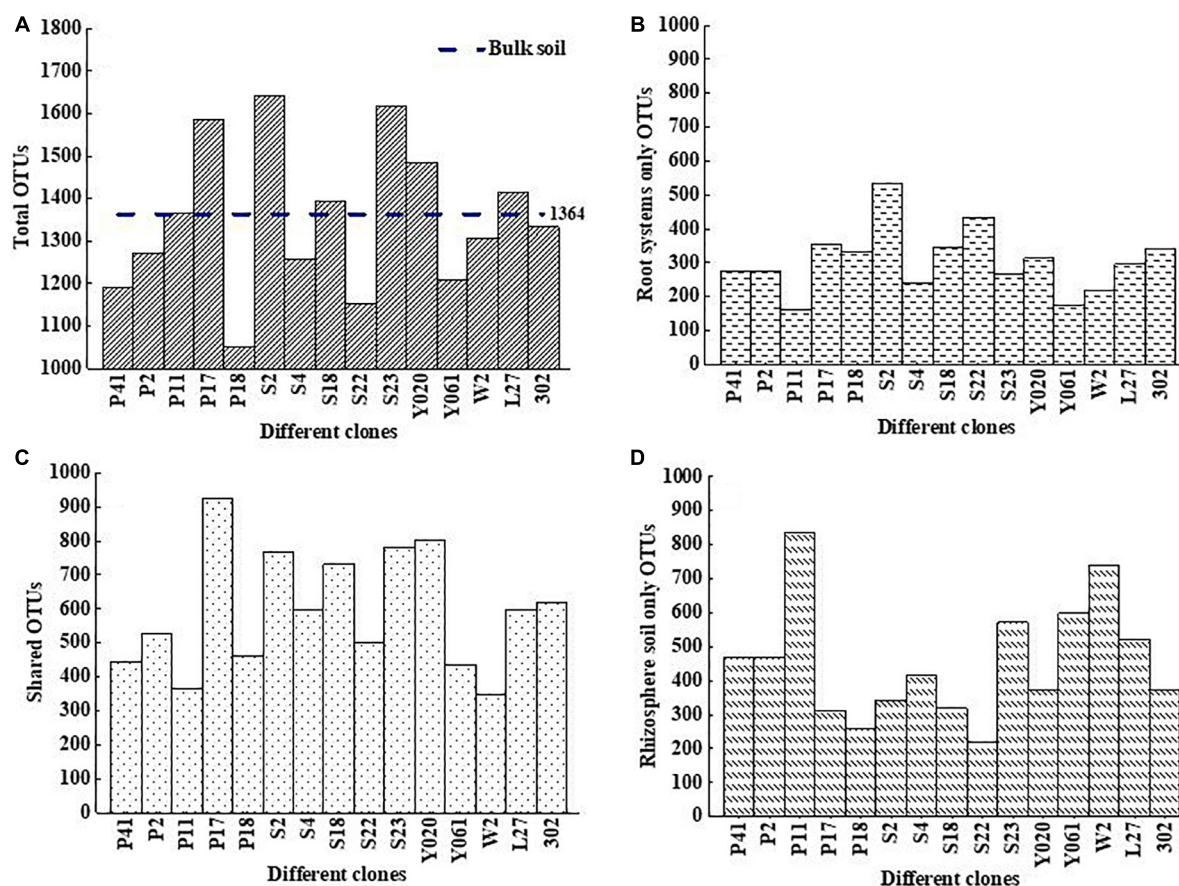 A
Total OTUs
1800
1700
1600
1500
1400
1300
1200
1100
1000
Bulk soil
1364
P41 P2 P11 P17 P18 S2 S4 S18 S22 S23 Y020 Y061 W2 L27 302
Different clones
B
Root systems only OTUs
1000
900
800
700
600
500
400
300
200
100
0
P41 P2 P11 P17 P18 S2 S4 S18 S22 S23 Y020 Y061 W2 L27 302
Different clones
C
Shared OTUs
1000
900
800
700
600
500
400
300
200
100
0
P41 P2 P11 P17 P18 S2 S4 S18 S22 S23 Y020 Y061 W2 L27 302
Different clones
D
Rhizosphere soil only OTUs
1000
900
800
700
600
500
400
300
200
100
0
P41 P2 P11 P17 P18 S2 S4 S18 S22 S23 Y020 Y061 W2 L27 302
Different clones